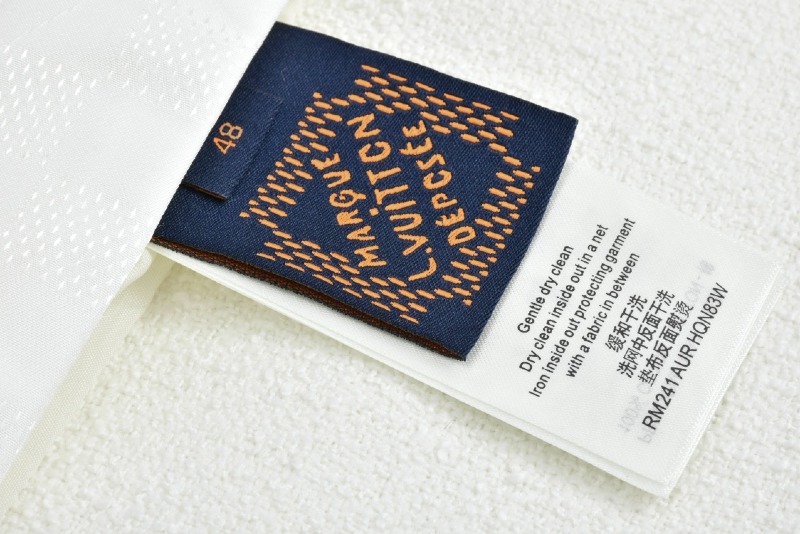 48
MARQUE
L.VUITTON
DÉPOSÉE
Gentle dry clean
Dry clean inside out in a net
Iron inside out protecting garment
with a fabric in between
缓和干洗
洗网中反面干洗
垫布反面熨烫
RM241 AUR HQN83W